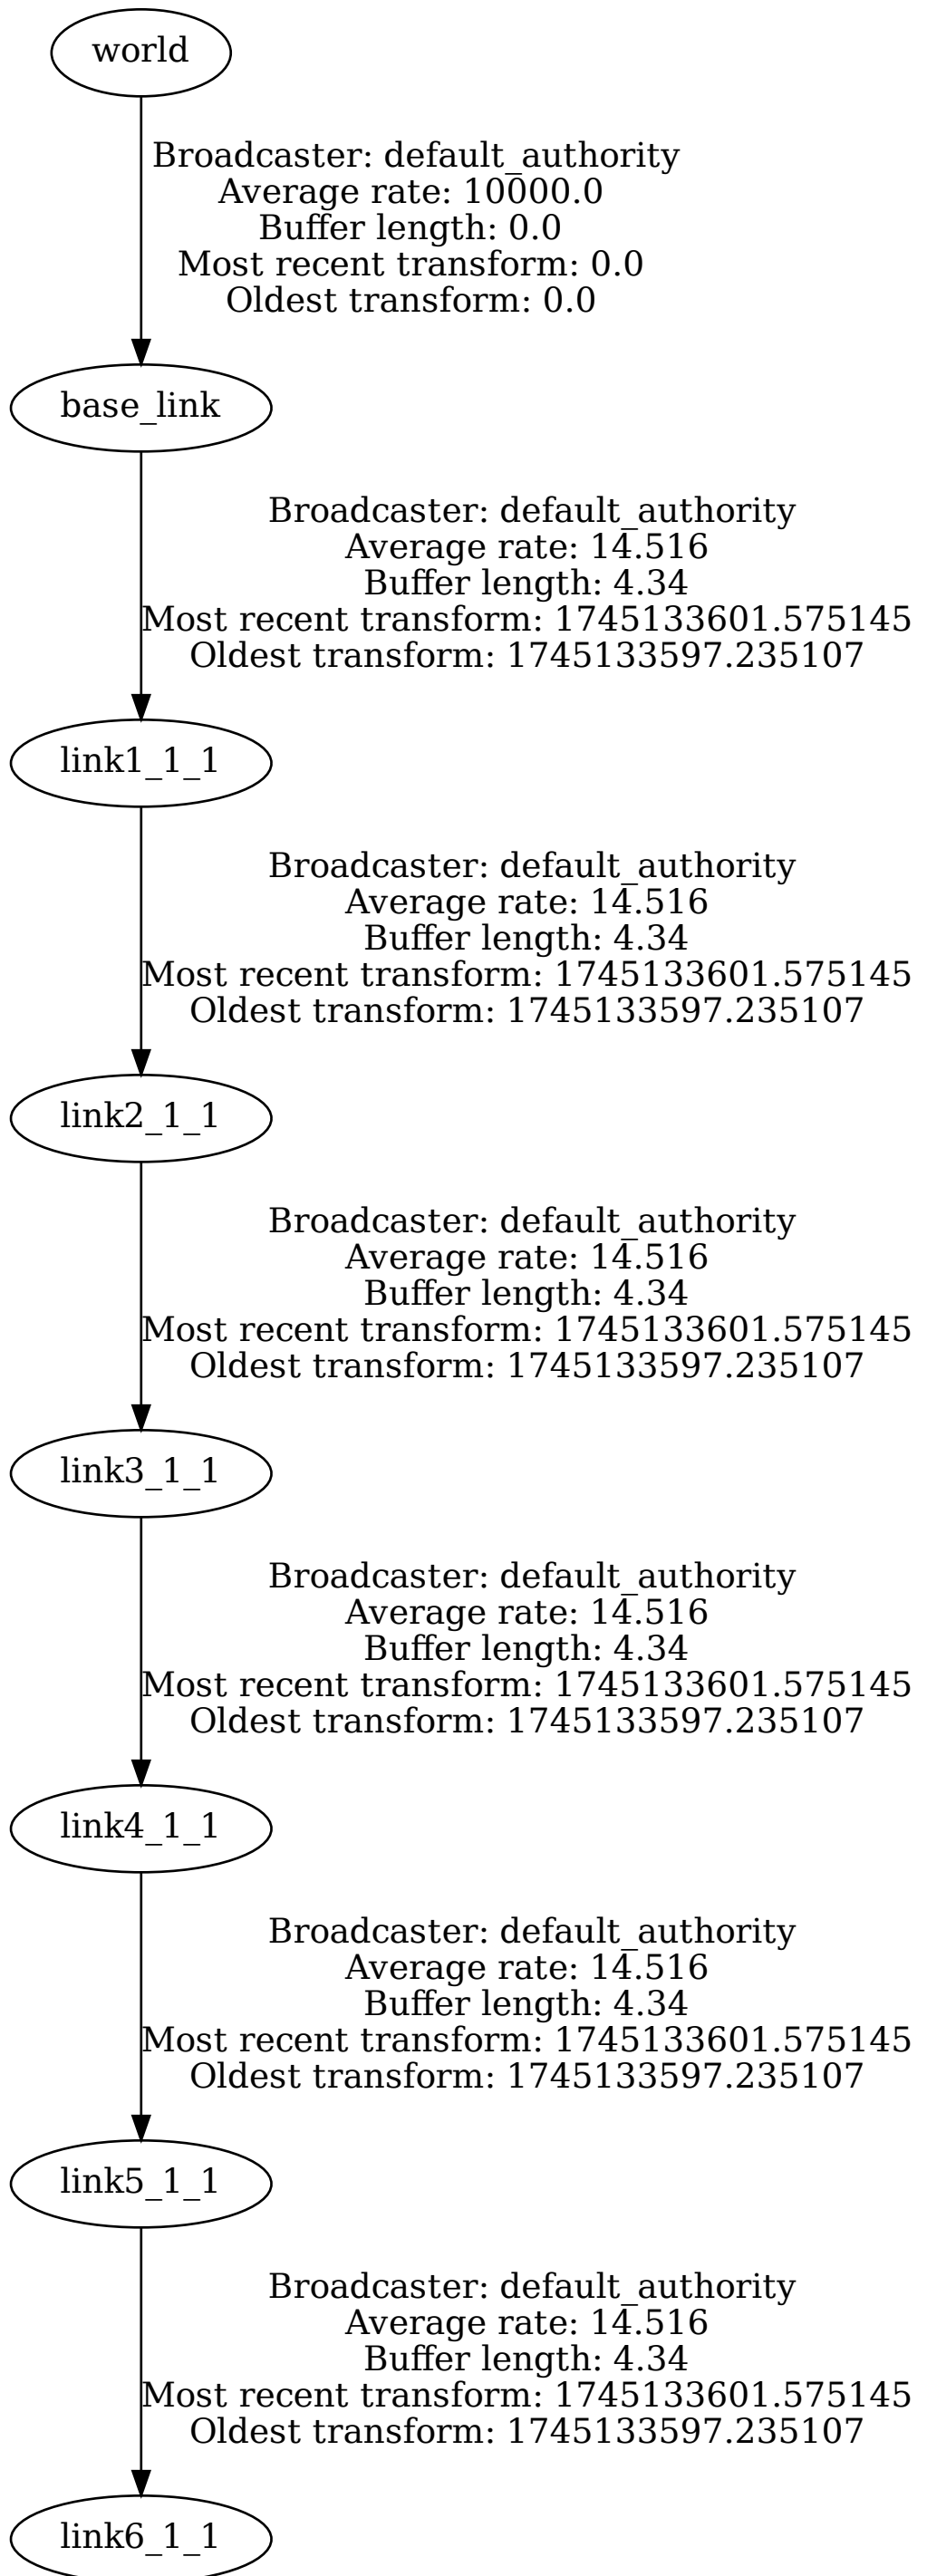 world
Broadcaster: default_authority
Average rate: 10000.0
Buffer length: 0.0
Most recent transform: 0.0
Oldest transform: 0.0
base_link
Broadcaster: default_authority
Average rate: 14.516
Buffer length: 4.34
Most recent transform: 1745133601.575145
Oldest transform: 1745133597.235107
link1_1_1
Broadcaster: default_authority
Average rate: 14.516
Buffer length: 4.34
Most recent transform: 1745133601.575145
Oldest transform: 1745133597.235107
link2_1_1
Broadcaster: default_authority
Average rate: 14.516
Buffer length: 4.34
Most recent transform: 1745133601.575145
Oldest transform: 1745133597.235107
link3_1_1
Broadcaster: default_authority
Average rate: 14.516
Buffer length: 4.34
Most recent transform: 1745133601.575145
Oldest transform: 1745133597.235107
link4_1_1
Broadcaster: default_authority
Average rate: 14.516
Buffer length: 4.34
Most recent transform: 1745133601.575145
Oldest transform: 1745133597.235107
link5_1_1
Broadcaster: default_authority
Average rate: 14.516
Buffer length: 4.34
Most recent transform: 1745133601.575145
Oldest transform: 1745133597.235107
link6_1_1